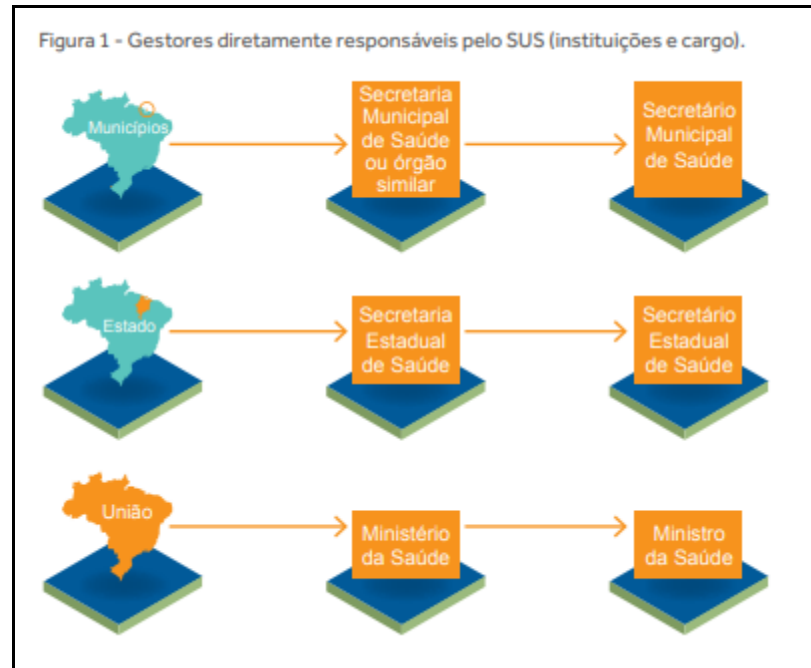 Figura 1 - Gestores diretamente responsáveis pelo SUS (instituições e cargo).
Municípios
Secretaria
Municipal
de Saúde
ou órgão
similar
Secretário
Municipal
de Saúde
Estado
Secretaria
Estadual
de Saúde
Secretário
Estadual
de Saúde
União
Ministério
da Saúde
Ministro
da Saúde